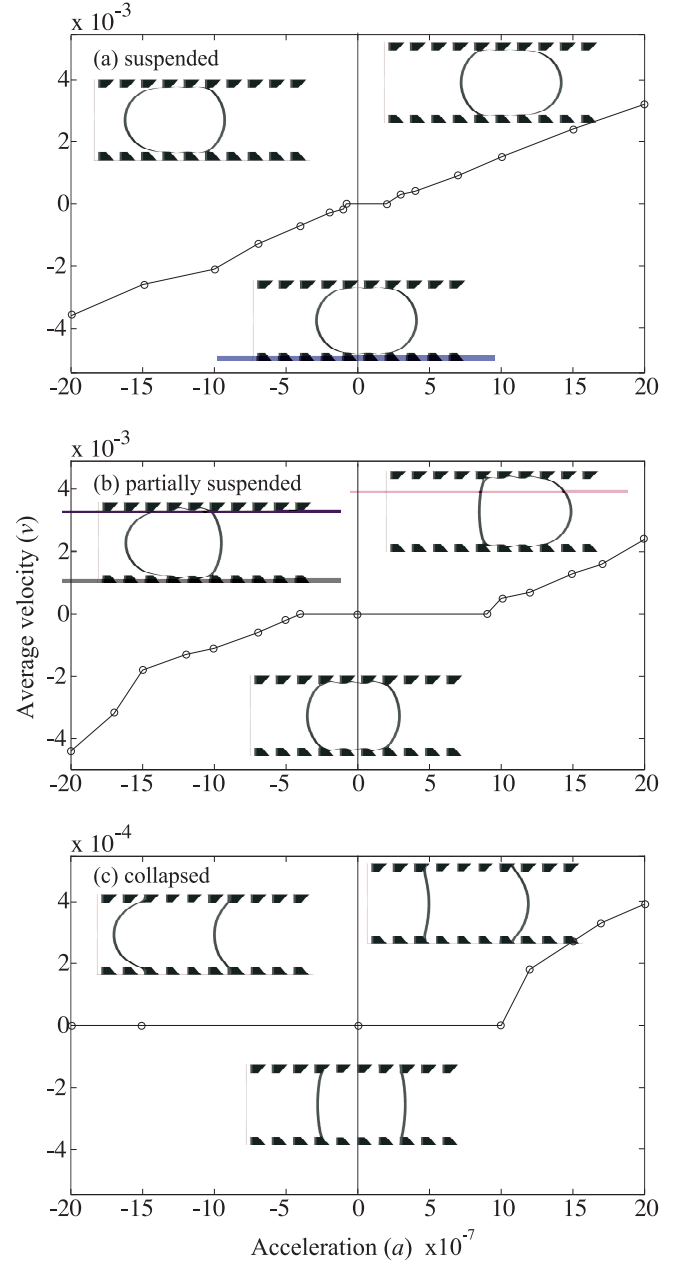 x 10⁻³
(a) suspended
4
2
0
-2
-4
-20 -15 -10 -5 0 5 10 15 20
x 10⁻³
(b) partially suspended
4
2
0
-2
-4
-20 -15 -10 -5 0 5 10 15 20
Average velocity (v)
x 10⁻⁴
(c) collapsed
4
2
0
-2
-4
-20 -15 -10 -5 0 5 10 15 20
Acceleration (a) x10⁻⁷